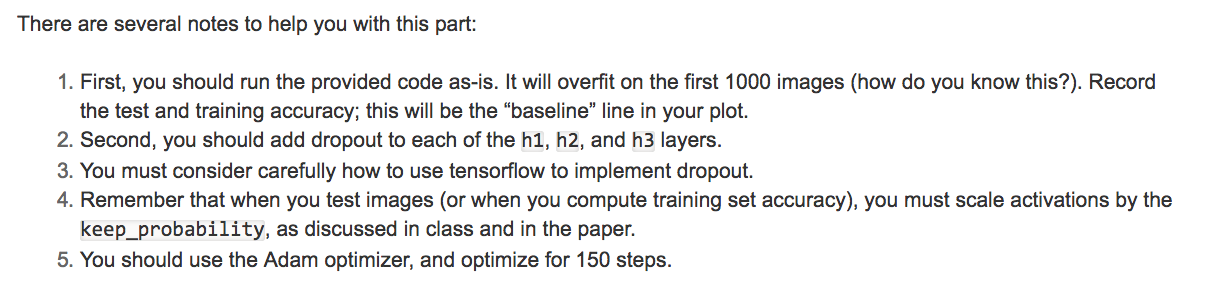 There are several notes to help you with this part:
1. First, you should run the provided code as-is. It will overfit on the first 1000 images (how do you know this?). Record
the test and training accuracy; this will be the “baseline” line in your plot.
2. Second, you should add dropout to each of the h1, h2, and h3 layers.
3. You must consider carefully how to use tensorflow to implement dropout.
4. Remember that when you test images (or when you compute training set accuracy), you must scale activations by the
keep_probability, as discussed in class and in the paper.
5. You should use the Adam optimizer, and optimize for 150 steps.